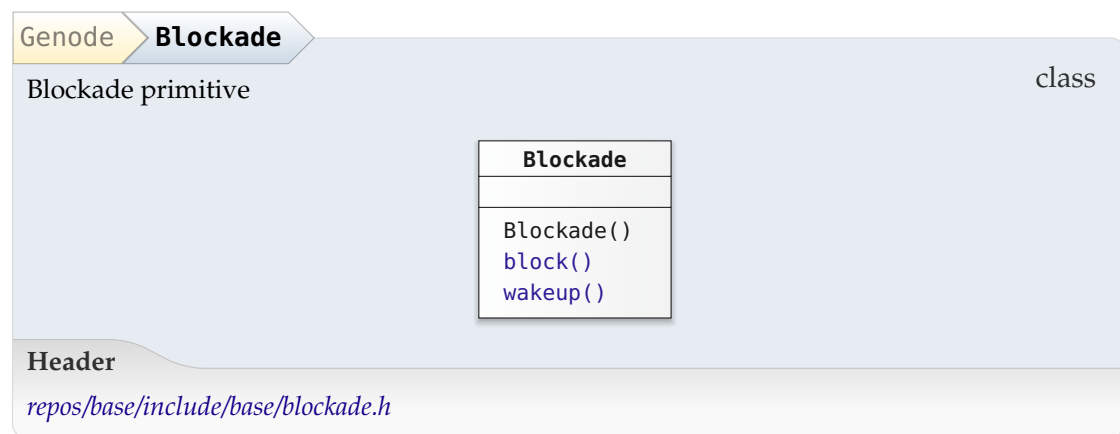 Genode Blockade
class
Blockade primitive
Blockade
Blockade()
block()
wakeup()
Header
repos/base/include/base/blockade.h